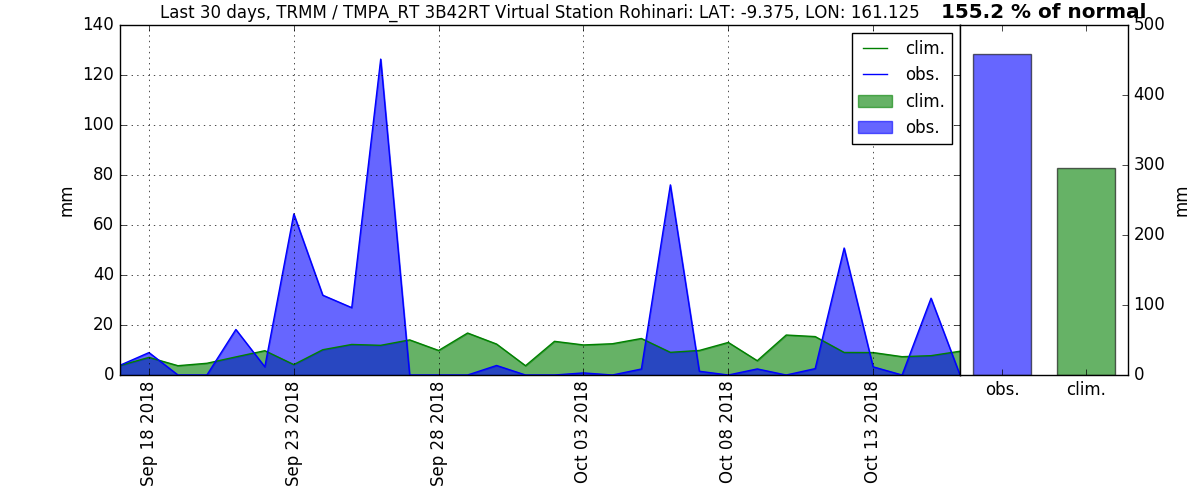 Last 30 days, TRMM / TMPA_RT 3B42RT Virtual Station Rohinari: LAT: -9.375, LON: 161.125
155.2 % of normal
140
120
100
80
60
40
20
0
mm
clim.
obs.
clim.
obs.
500
400
300
200
100
0
mm
obs.
clim.
Sep 18 2018
Sep 23 2018
Sep 28 2018
Oct 03 2018
Oct 08 2018
Oct 13 2018